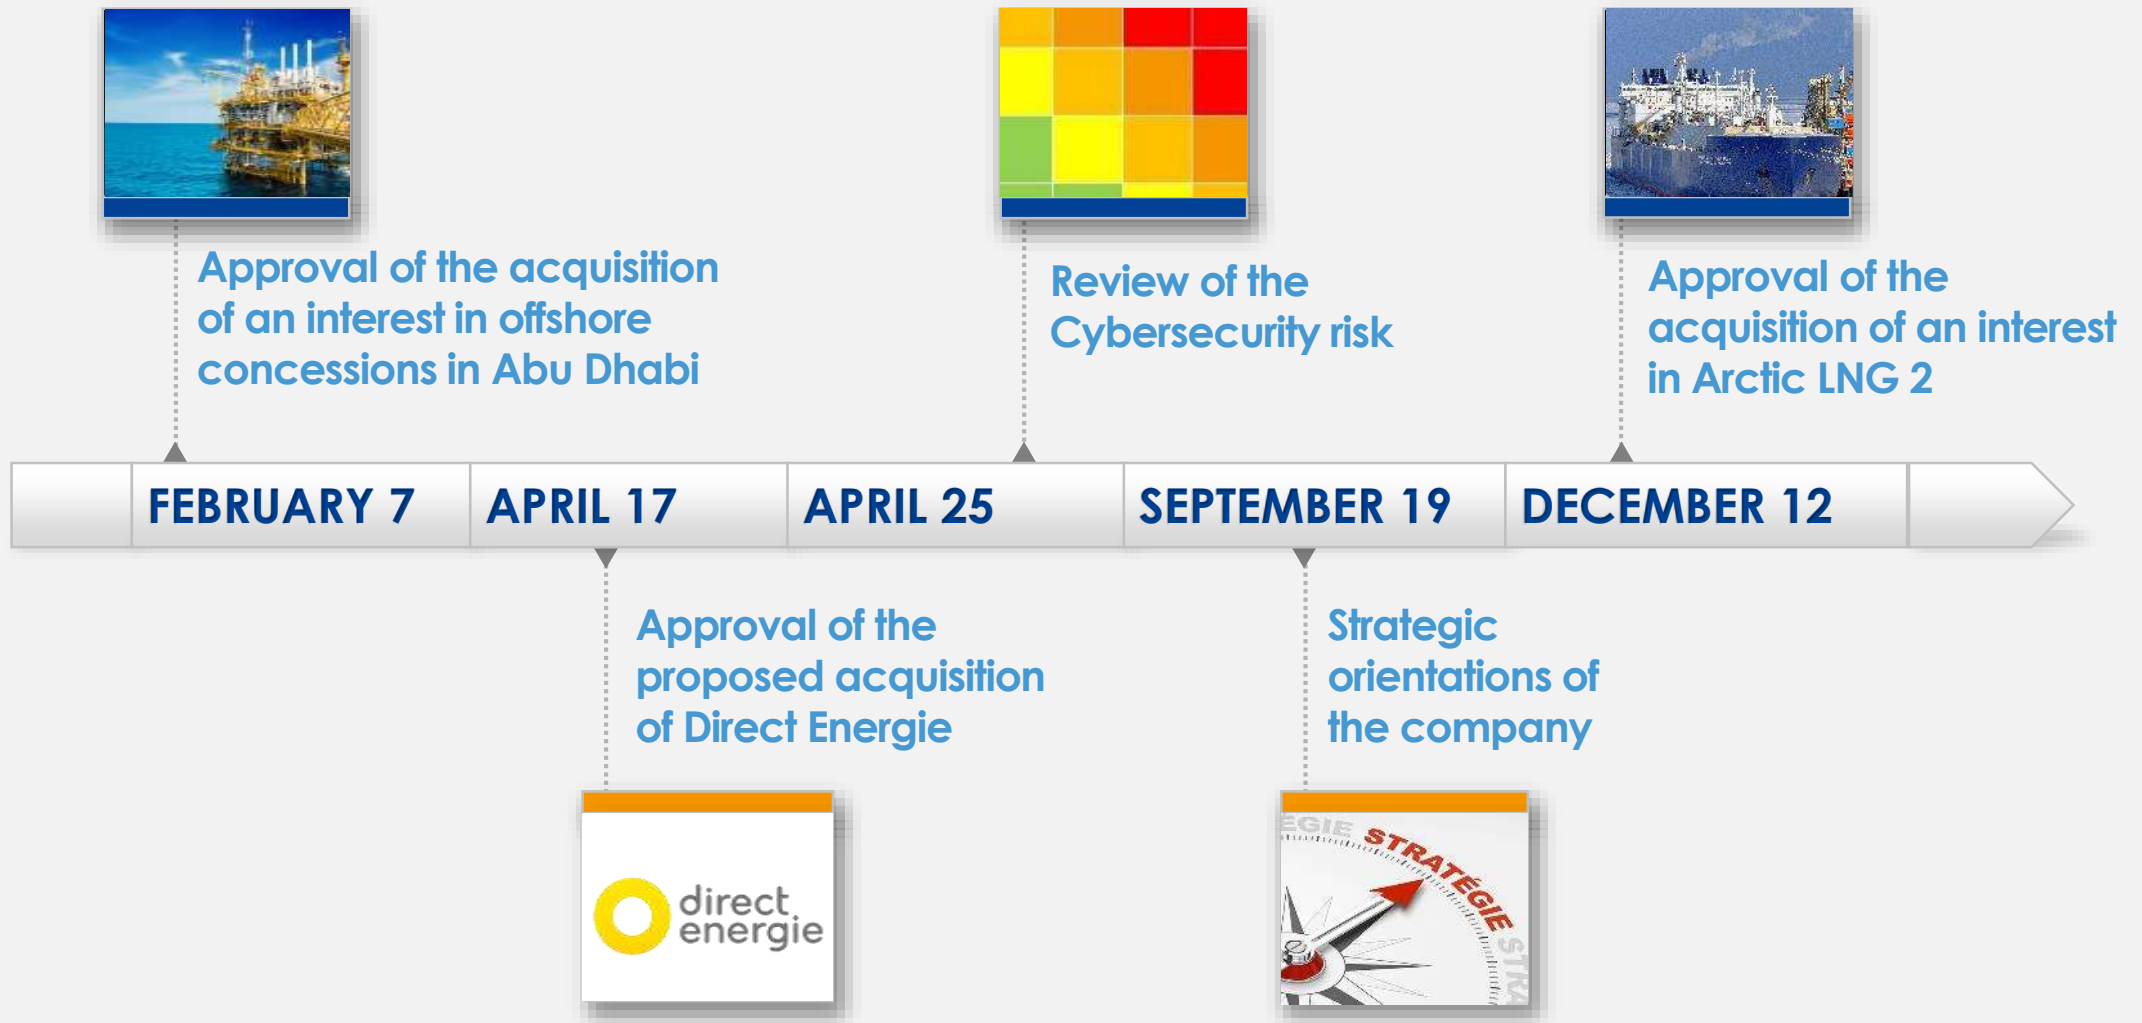 Approval of the acquisition
of an interest in offshore
concessions in Abu Dhabi
Review of the
Cybersecurity risk
Approval of the
acquisition of an interest
in Arctic LNG 2
FEBRUARY 7
APRIL 17
APRIL 25
SEPTEMBER 19
DECEMBER 12
Approval of the
proposed acquisition
of Direct Energie
Strategic
orientations of
the company
direct
energie
EGIE STRATÉGIE STRA